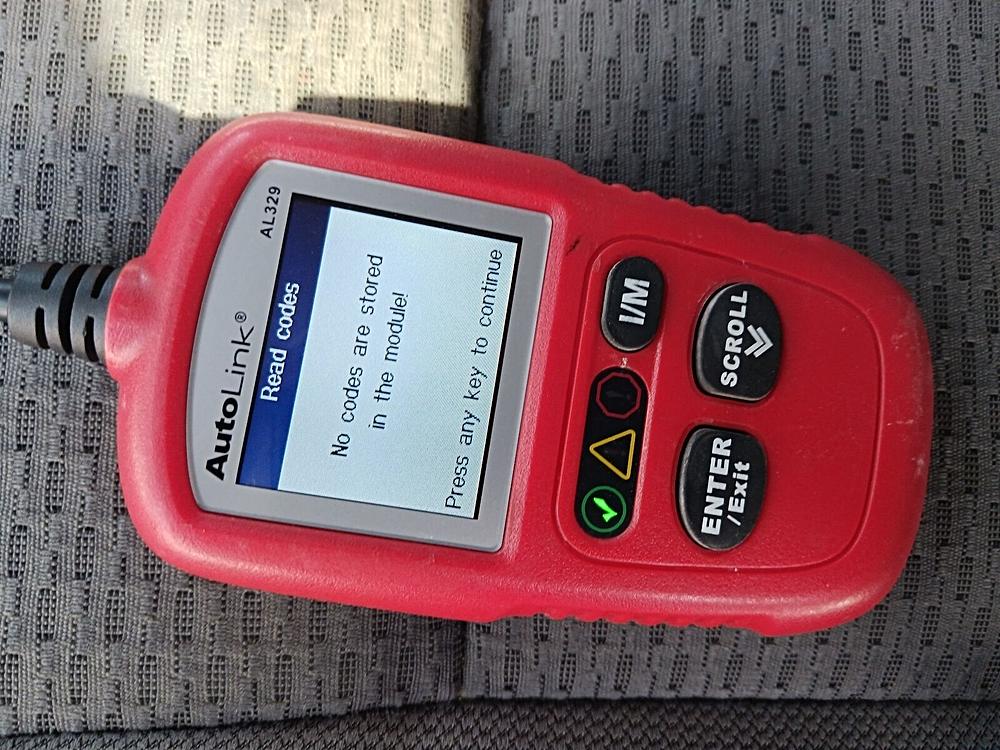 AutoLink®
AL329
Read codes
No codes are stored
in the module!
Press any key to continue
I/M
ENTER
/Exit
SCROLL